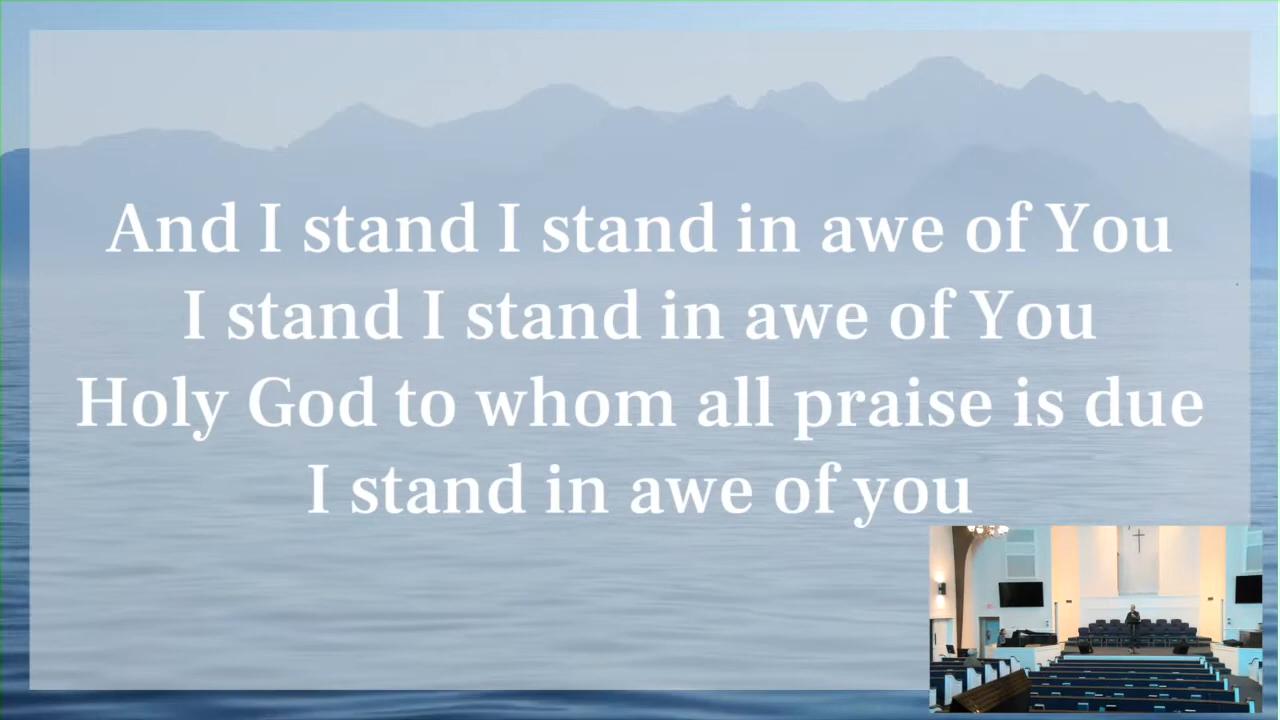 And I stand I stand in awe of You
I stand I stand in awe of You
Holy God to whom all praise is due
I stand in awe of you